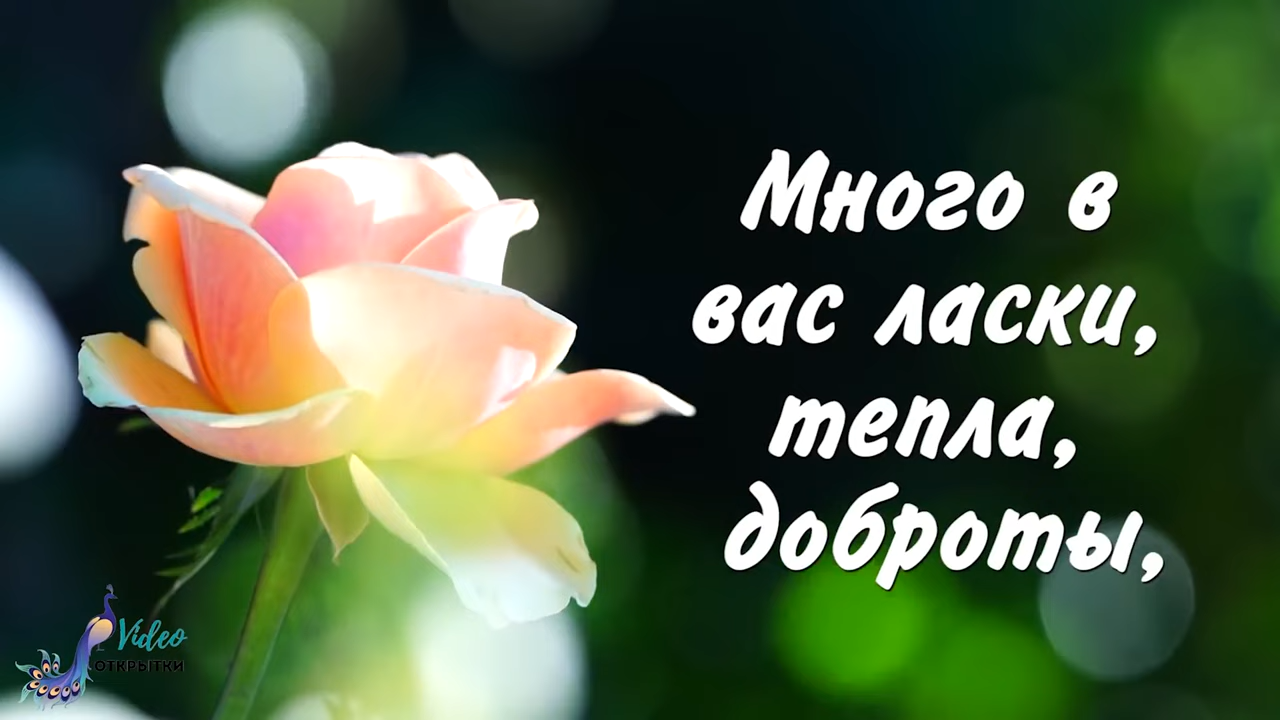 Много в
вас ласки,
тепла,
доброты,
Video
ОТКРЫТКИ